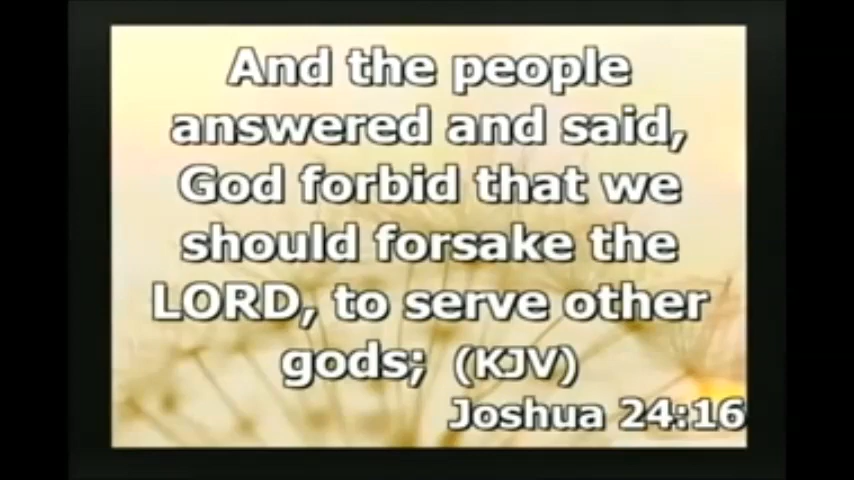 And the people
answered and said,
God forbid that we
should forsake the
LORD, to serve other
gods; (KJV)
Joshua 24:16